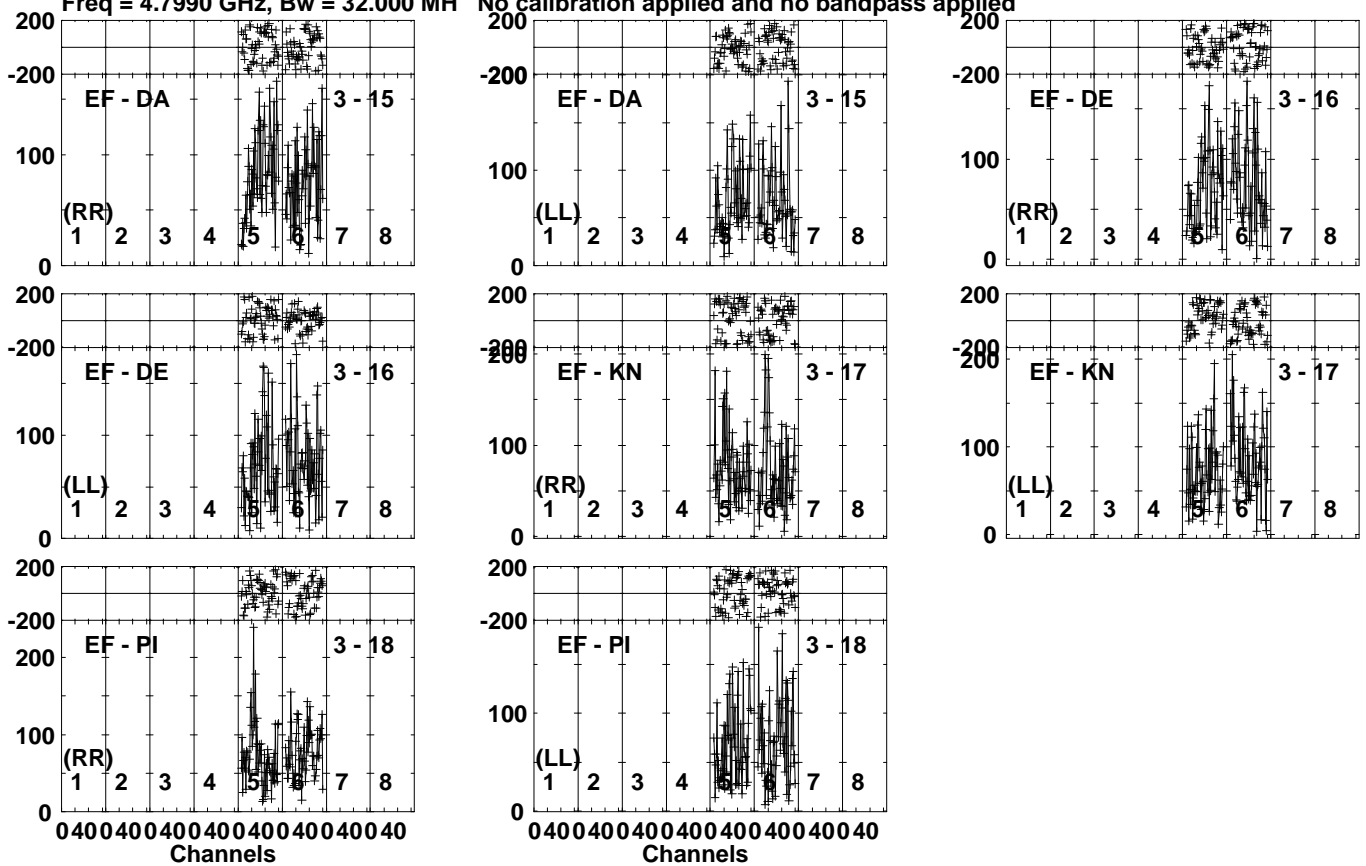 Freq = 4.7990 GHz, Bw = 32.000 MH No calibration applied and no bandpass applied
200 200 200
-200 -200 -200
200
EF - DA 3 - 15 EF - DA 3 - 15 EF - DE 3 - 16
100 100 100
(RR) (LL) (RR)
1 2 3 4 5 6 7 8 1 2 3 4 5 6 7 8 1 2 3 4 5 6 7 8
0 0 0
200 200 200
-200 -200 -200
200 200
EF - DE 3 - 16 EF - KN 3 - 17 EF - KN 3 - 17
100 100 100
(LL) (RR) (LL)
1 2 3 4 5 6 7 8 1 2 3 4 5 6 7 8 1 2 3 4 5 6 7 8
0 0 0
200 200
-200 -200
EF - PI 3 - 18 EF - PI 3 - 18
200
100 100
(RR) (LL)
1 2 3 4 5 6 7 8 1 2 3 4 5 6 7 8
0 0
0 40 0 40 0 40 0 40 0 40 0 40 0 40 0 40 0 40 0 40 0 40 0 40 0 40 0 40 0 40 0 40
Channels Channels